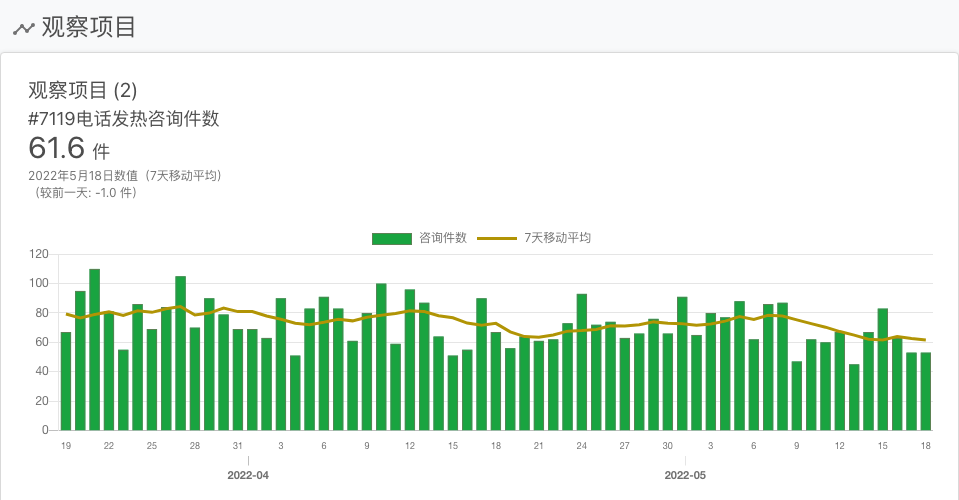 观察项目
观察项目 (2)
#7119电话发热咨询件数
61.6 件
2022年5月18日数值（7天移动平均）
（较前一天: -1.0 件）
咨询件数 7天移动平均
120
100
80
60
40
20
0
19 22 25 28 31 3 6 9 12 15 18 21 24 27 30 3 6 9 12 15 18
2022-04 2022-05